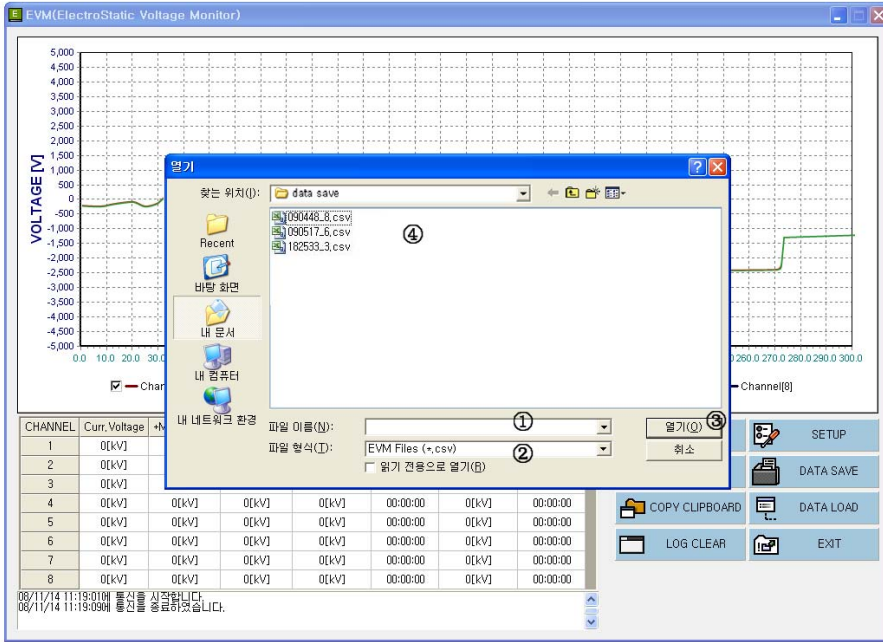 EVM(ElectroStatic Voltage Monitor)
5,000
4,500
4,000
3,500
3,000
2,500
2,000
1,500
1,000
500
0
-500
-1,000
-1,500
-2,000
-2,500
-3,000
-3,500
-4,000
-4,500
-5,000
VOLTAGE [V]
0.0 10.0 20.0 30.0
260.0 270.0 280.0 290.0 300.0
Channel[8]
열기
찾는 위치(I): data save
Recent
바탕 화면
내 문서
내 컴퓨터
내 네트워크 환경
090448_8.csv
090517_6.csv
182533_3.csv
④
파일 이름(N): ① 열기(O) ③
파일 형식(T): EVM Files (*.csv) ② 취소
읽기 전용으로 열기(R)
CHANNEL Curr.Voltage
1 0[kV]
2 0[kV]
3 0[kV]
4 0[kV] 0[kV] 0[kV] 0[kV] 00:00:00 0[kV] 00:00:00
5 0[kV] 0[kV] 0[kV] 0[kV] 00:00:00 0[kV] 00:00:00
6 0[kV] 0[kV] 0[kV] 0[kV] 00:00:00 0[kV] 00:00:00
7 0[kV] 0[kV] 0[kV] 0[kV] 00:00:00 0[kV] 00:00:00
8 0[kV] 0[kV] 0[kV] 0[kV] 00:00:00 0[kV] 00:00:00
SETUP
DATA SAVE
COPY CLIPBOARD DATA LOAD
LOG CLEAR EXIT
08/11/14 11:19:01에 통신을 시작합니다.
08/11/14 11:19:09에 통신을 종료하였습니다.